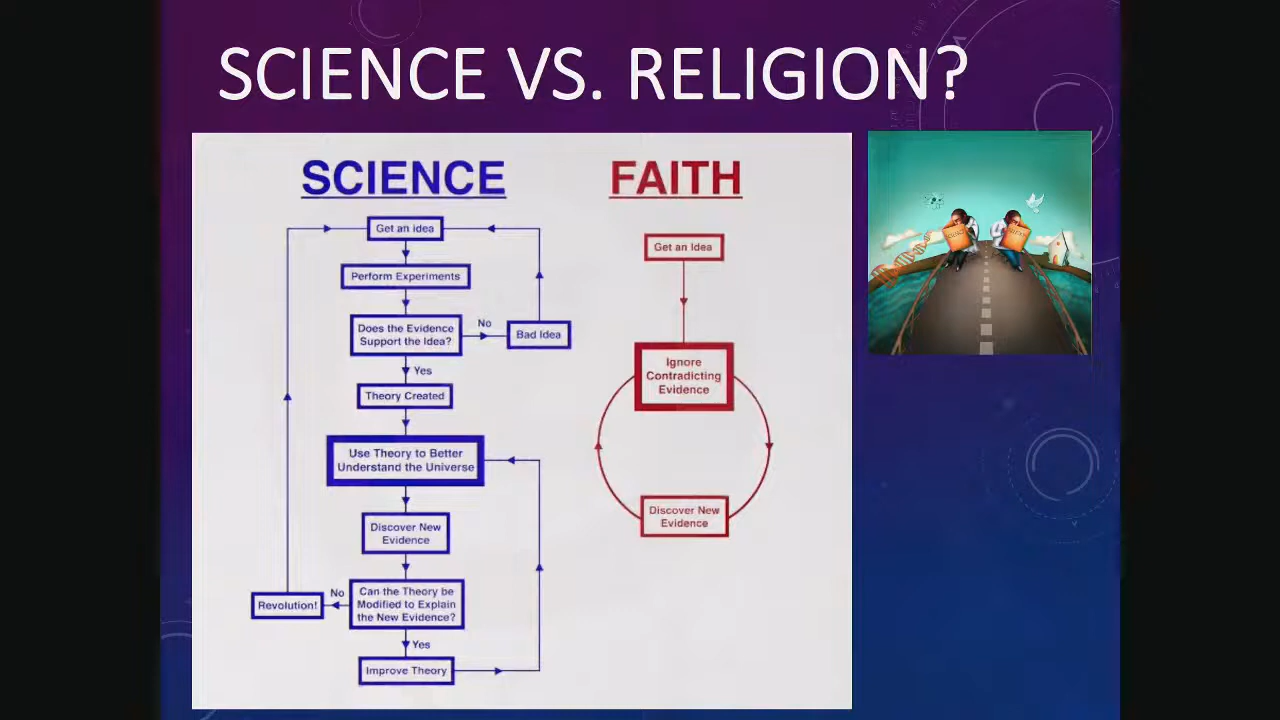 SCIENCE VS. RELIGION?
SCIENCE
Get an idea
Perform Experiments
Does the Evidence
Support the Idea?
No
Bad Idea
Yes
Theory Created
Use Theory to Better
Understand the Universe
Discover New
Evidence
Can the Theory be
Modified to Explain
the New Evidence?
No
Revolution!
Yes
Improve Theory
FAITH
Get an Idea
Ignore
Contradicting
Evidence
Discover New
Evidence